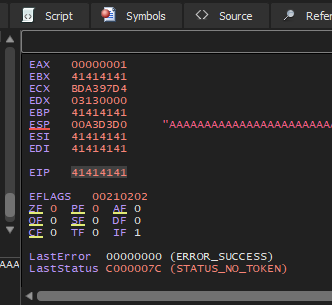 Script Symbols Source Refer
EAX 00000001
EBX 41414141
ECX BDA397D4
EDX 03130000
EBP 41414141
ESP 00A3D3D0 "AAAAAAAAAAAAAAAAAAAAAAA
ESI 41414141
EDI 41414141
EIP 41414141
EFLAGS 00210202
ZF 0 PF 0 AF 0
OF 0 SF 0 DF 0
CF 0 TF 0 IF 1
LastError 00000000 (ERROR_SUCCESS)
AAA LastStatus C000007C (STATUS_NO_TOKEN)